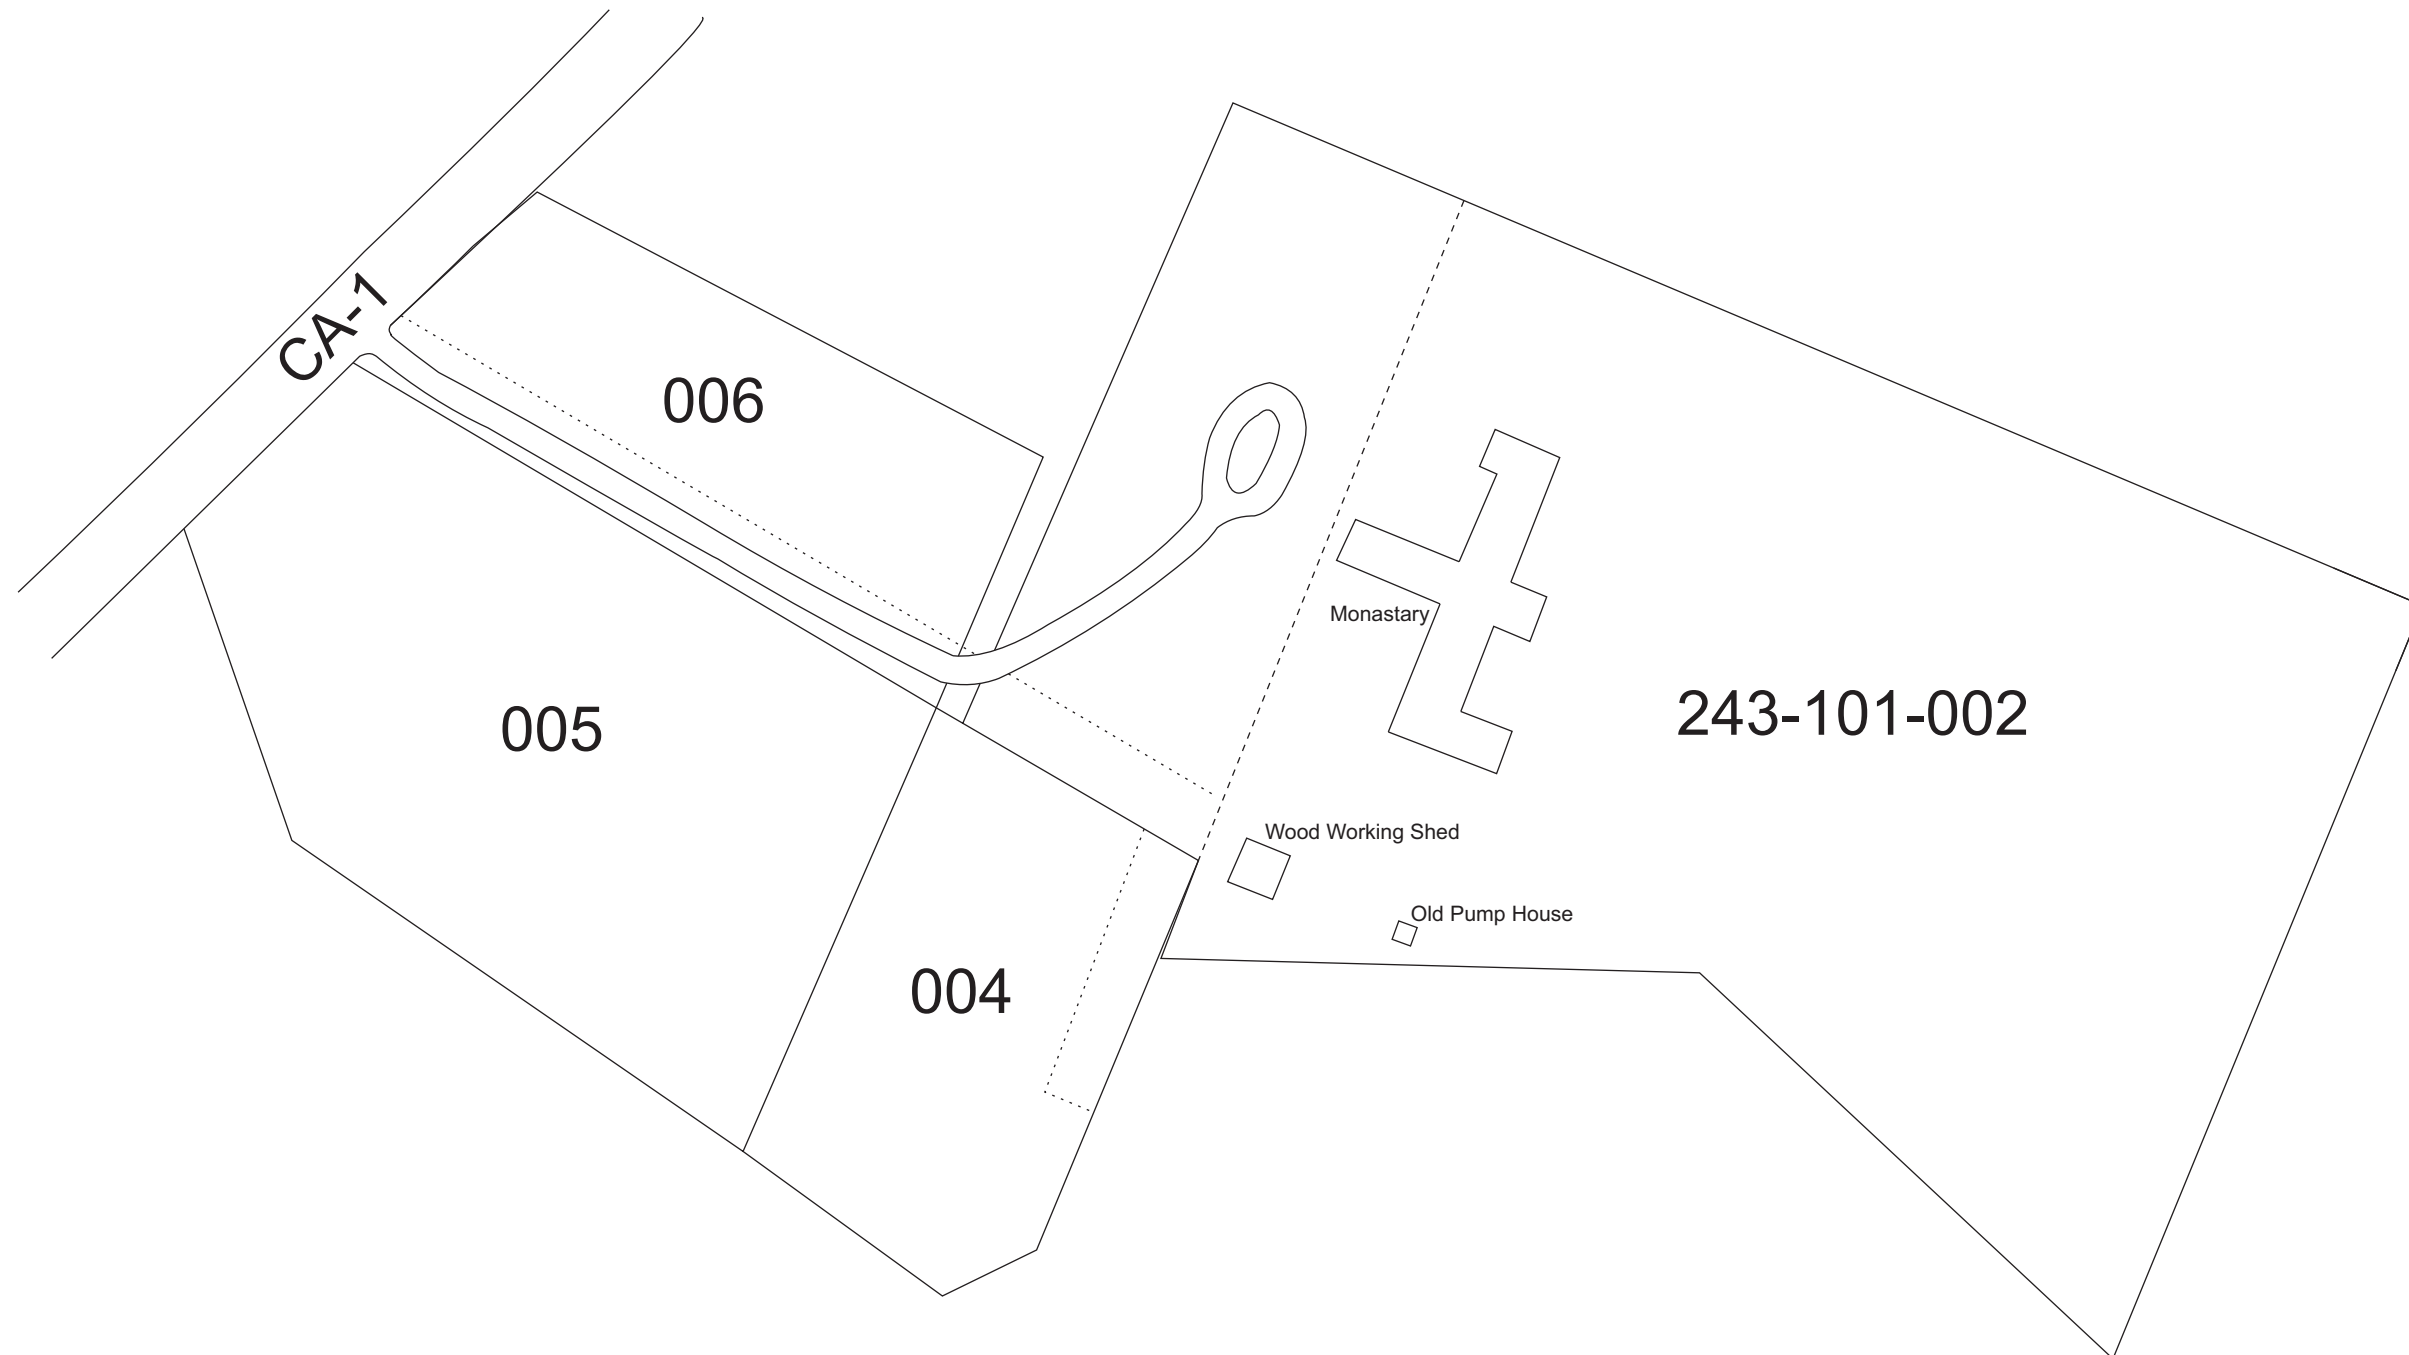 CA-1
006
Monastary
243-101-002
005
Wood Working Shed
Old Pump House
004